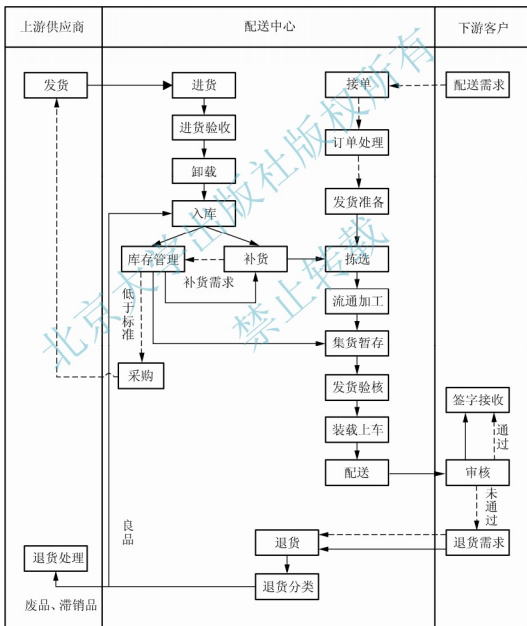 上游供应商
配送中心
下游客户
发货
进货
接单
配送需求
进货验收
订单处理
卸载
发货准备
入库
库存管理
补货
拣选
补货需求
低于标准
流通加工
集货暂存
采购
发货验核
签字接收
装载上车
通过
配送
审核
未通过
良品
退货
退货需求
退货处理
退货分类
废品、滞销品
北京大学出版社版权所有
禁止转载